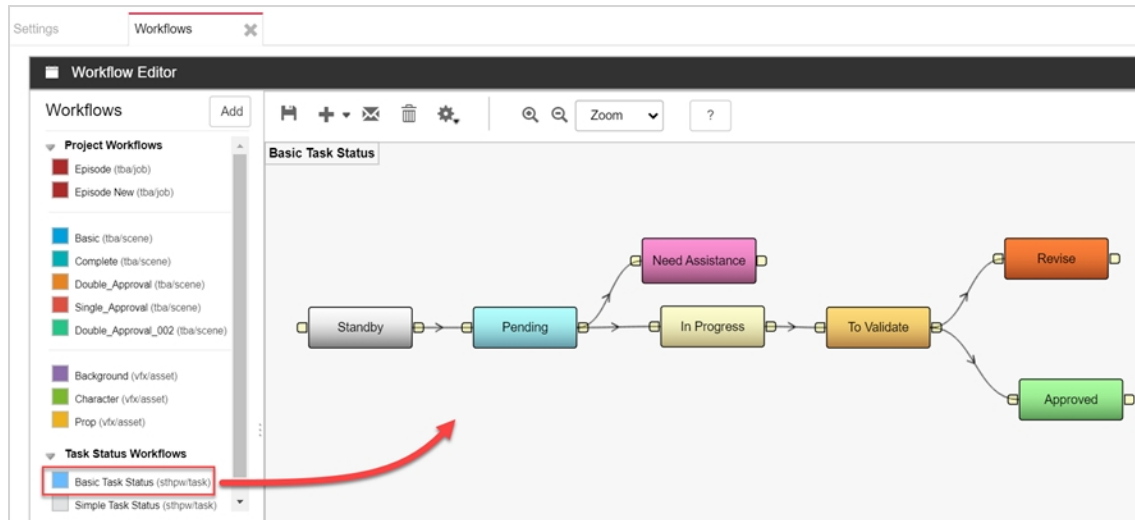 Settings
Workflows
Workflow Editor
Workflows
Add
Zoom
?
Project Workflows
Episode (tba/job)
Episode New (tba/job)
Basic (tba/scene)
Complete (tba/scene)
Double_Approval (tba/scene)
Single_Approval (tba/scene)
Double_Approval_002 (tba/scene)
Background (vfx/asset)
Character (vfx/asset)
Prop (vfx/asset)
Task Status Workflows
Basic Task Status (sthpw/task)
Simple Task Status (sthpw/task)
Basic Task Status
Need Assistance
Revise
Standby
Pending
In Progress
To Validate
Approved